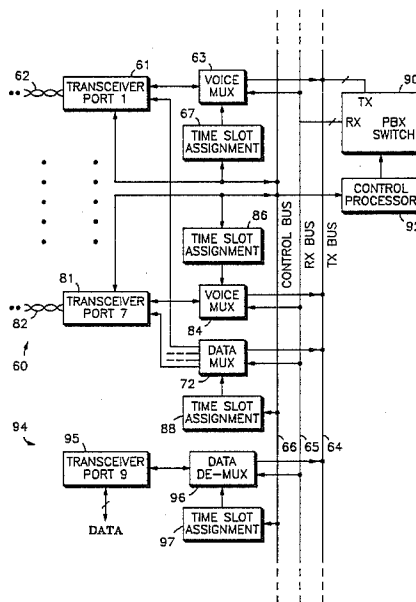 62
61
TRANSCEIVER
PORT 1
63
VOICE
MUX
90
TX
RX
PBX
SWITCH
67
TIME SLOT
ASSIGNMENT
CONTROL
PROCESSOR
92
86
TIME SLOT
ASSIGNMENT
CONTROL BUS
RX BUS
TX BUS
81
TRANSCEIVER
PORT 7
82
VOICE
MUX
84
60
DATA
MUX
72
94
88
TIME SLOT
ASSIGNMENT
66
65
64
95
TRANSCEIVER
PORT 9
DATA
DE-MUX
96
DATA
97
TIME SLOT
ASSIGNMENT